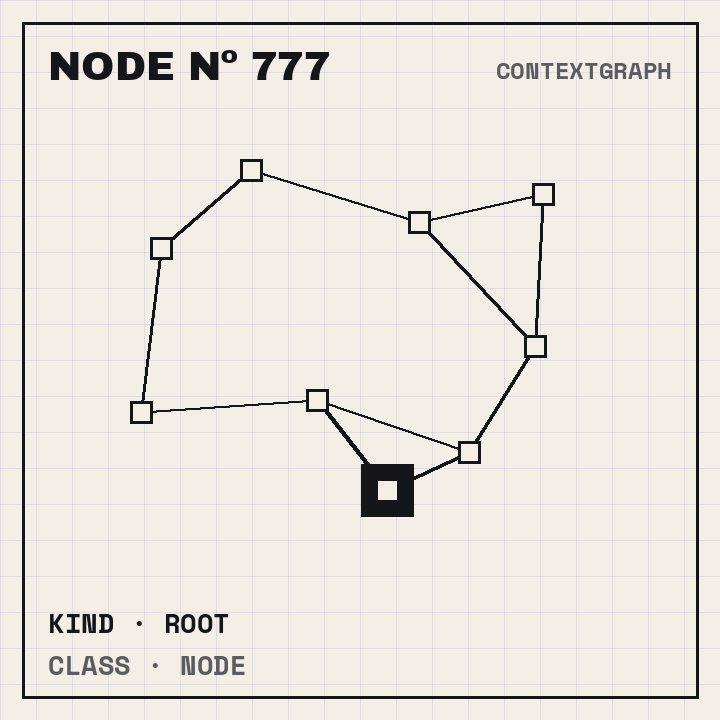 NODE Nº 777
CONTEXTGRAPH
KIND · ROOT
CLASS · NODE